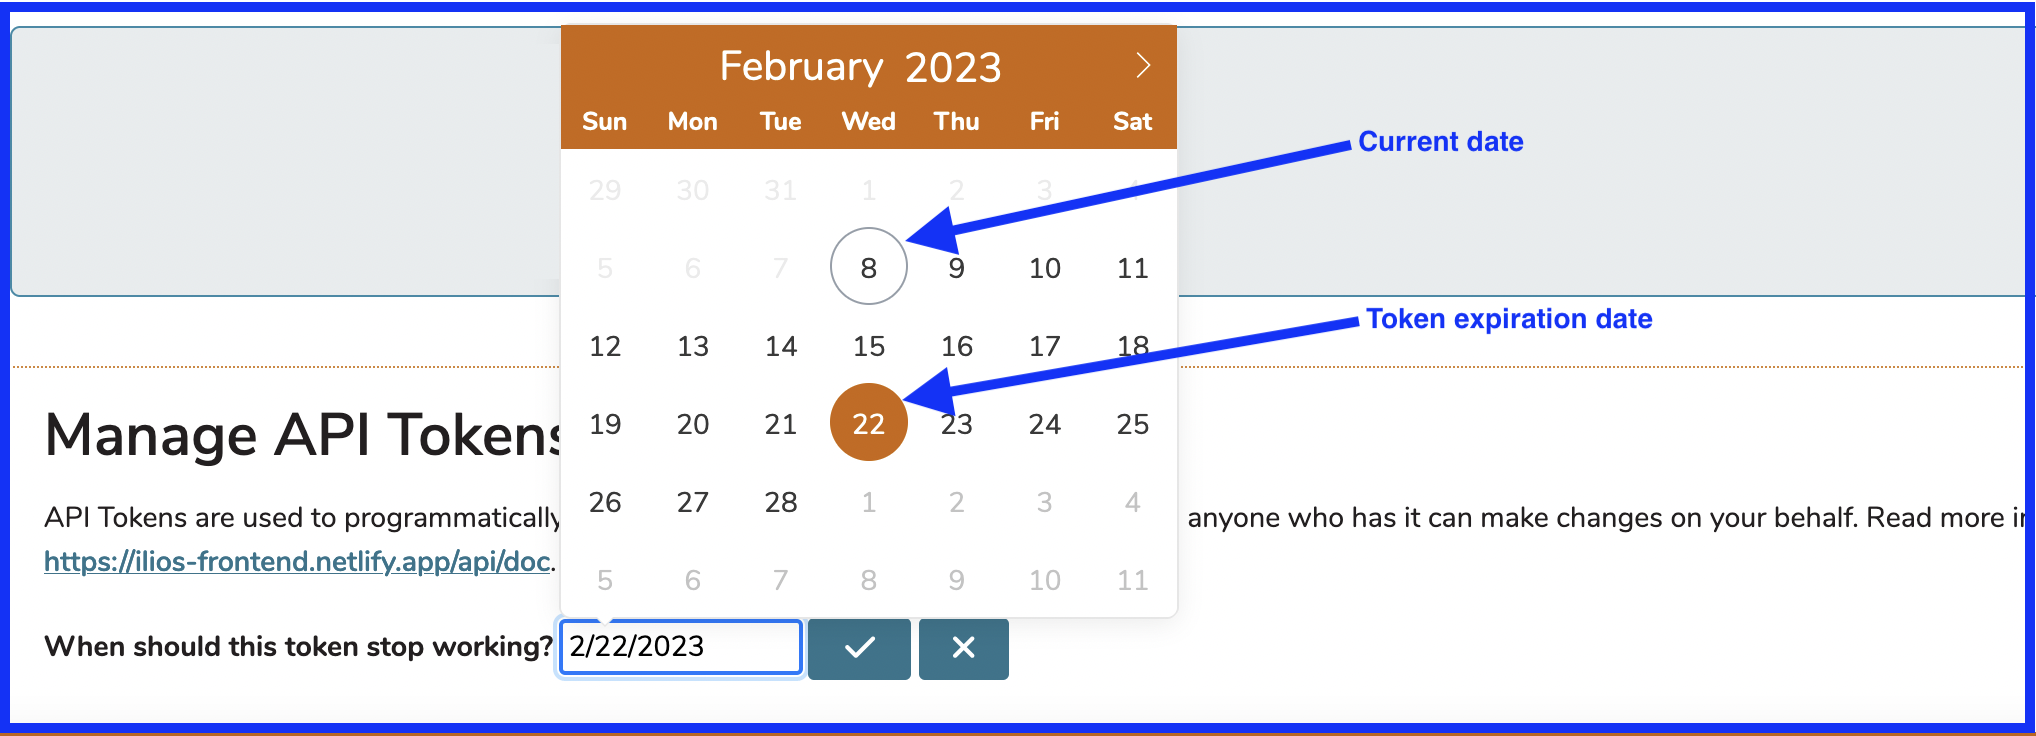 February 2023
Sun Mon Tue Wed Thu Fri Sat
Current date
29 30 31 1 2 3 4
5 6 7 8 9 10 11
Token expiration date
12 13 14 15 16 17 18
19 20 21 22 23 24 25
Manage API Tokens
26 27 28 1 2 3 4
API Tokens are used to programmatically anyone who has it can make changes on your behalf. Read more in
https://ilios-frontend.netlify.app/api/doc.
5 6 7 8 9 10 11
When should this token stop working? 2/22/2023